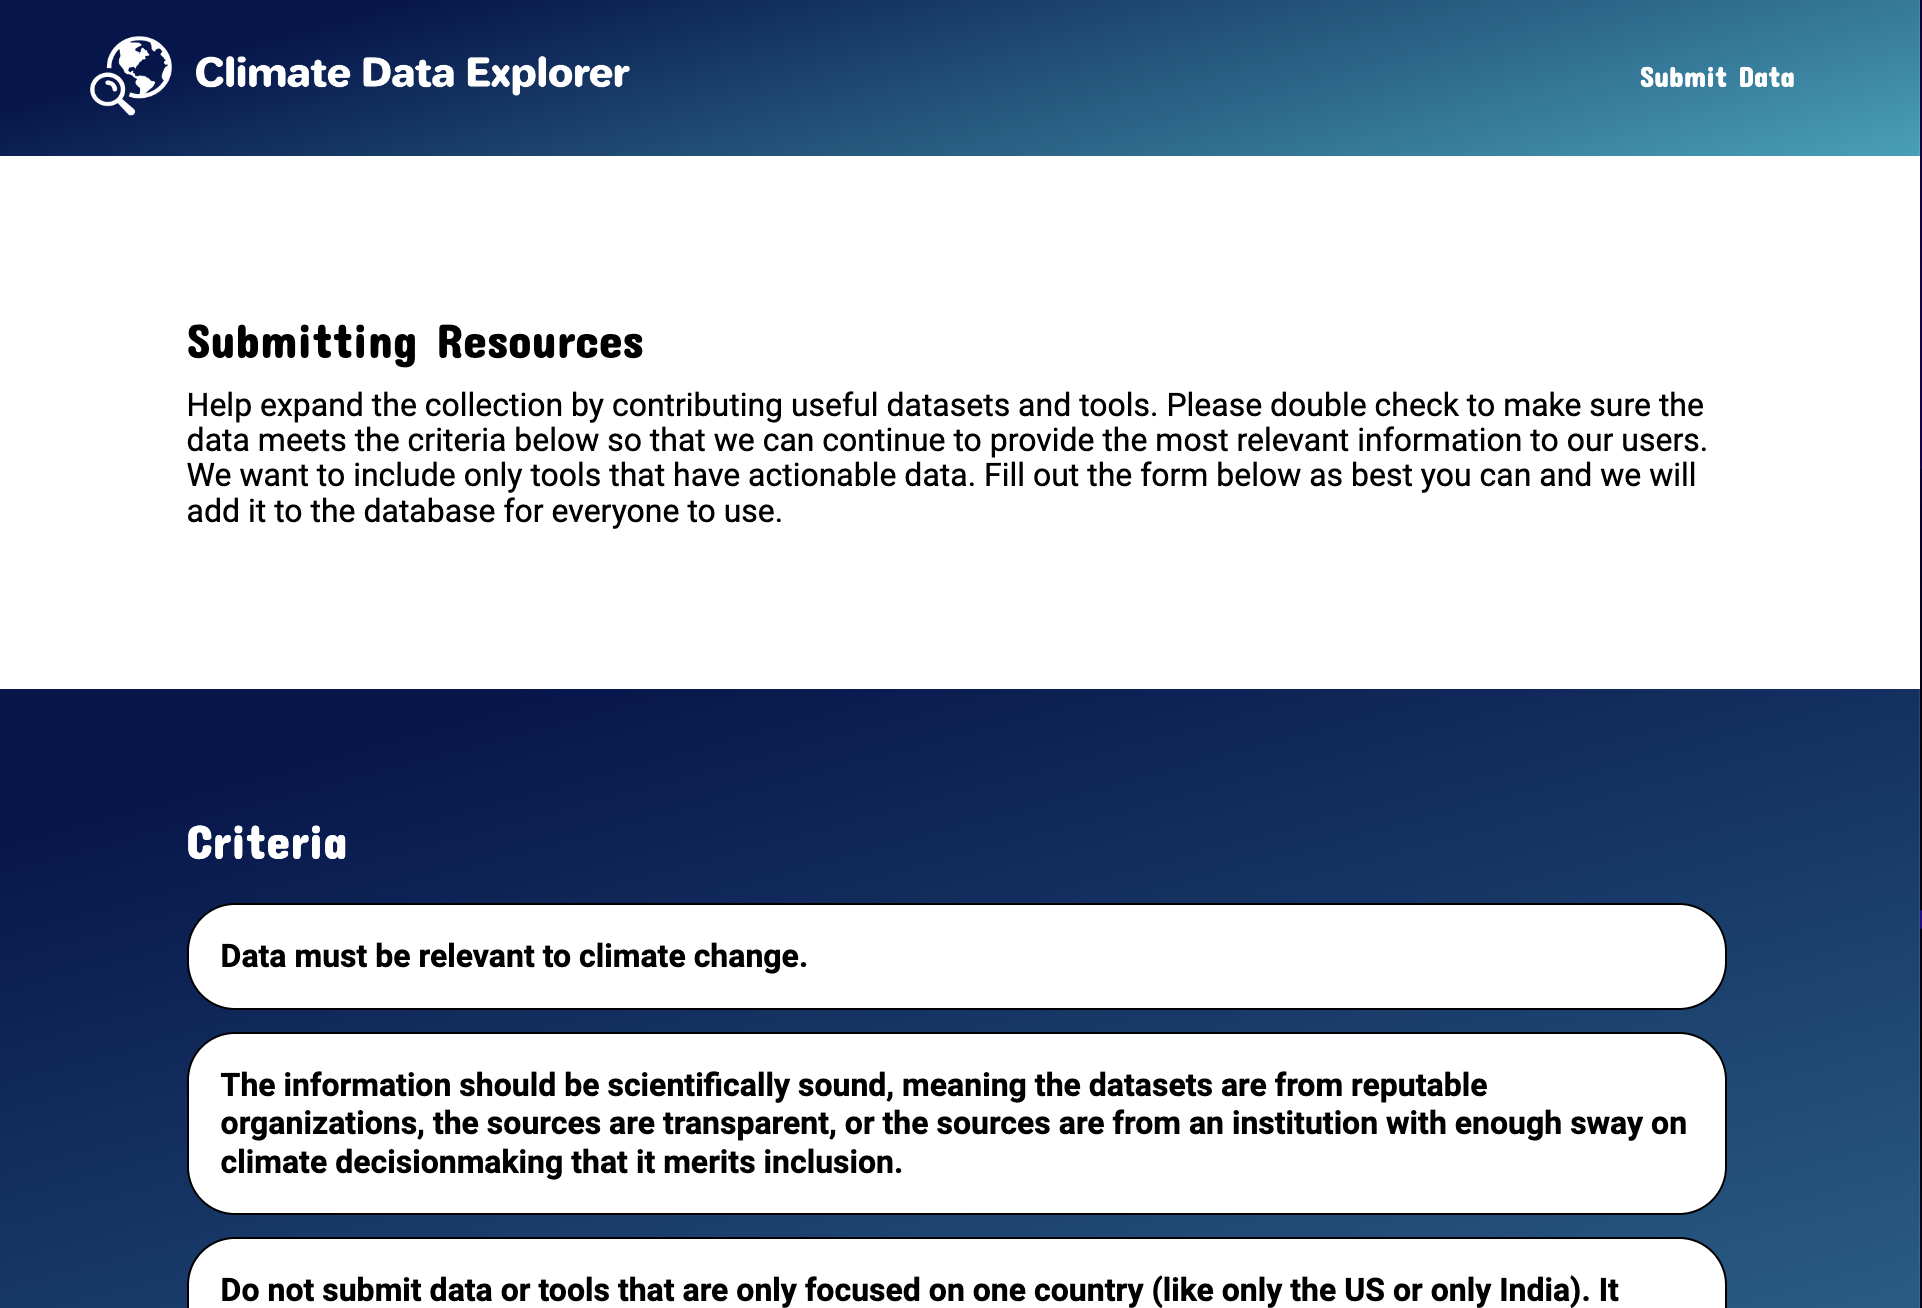 Climate Data Explorer
Submit Data
Submitting Resources
Help expand the collection by contributing useful datasets and tools. Please double check to make sure the
data meets the criteria below so that we can continue to provide the most relevant information to our users.
We want to include only tools that have actionable data. Fill out the form below as best you can and we will
add it to the database for everyone to use.
Criteria
Data must be relevant to climate change.
The information should be scientifically sound, meaning the datasets are from reputable
organizations, the sources are transparent, or the sources are from an institution with enough sway on
climate decisionmaking that it merits inclusion.
Do not submit data or tools that are only focused on one country (like only the US or only India). It